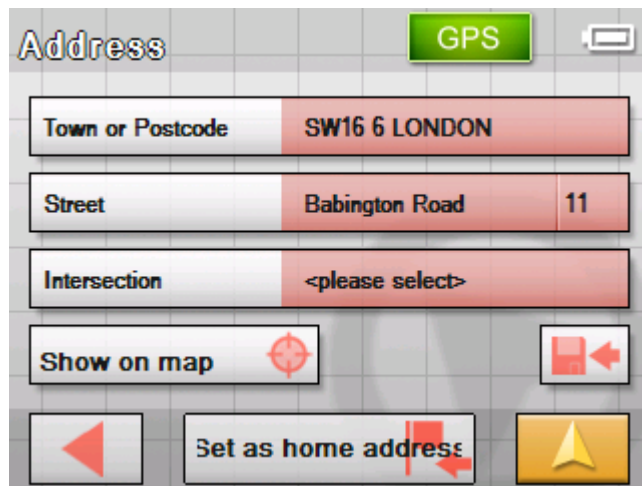 Address GPS
Town or Postcode SW16 6 LONDON
Street Babington Road 11
Intersection <please select>
Show on map
Set as home address